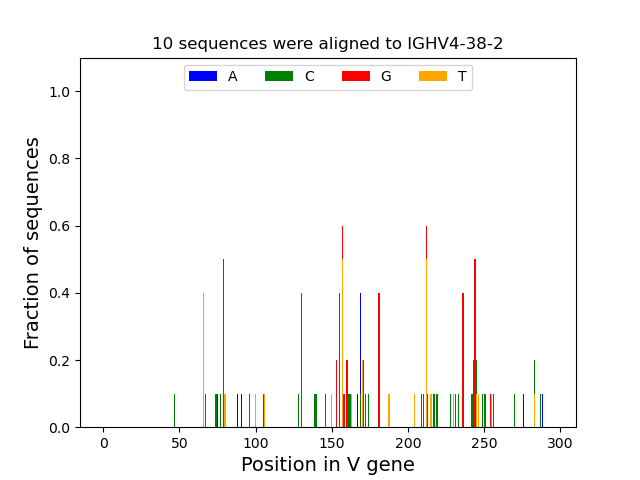 10 sequences were aligned to IGHV4-38-2
A C G T
1.0
0.8
0.6
0.4
0.2
0.0
Fraction of sequences
0 50 100 150 200 250 300
Position in V gene